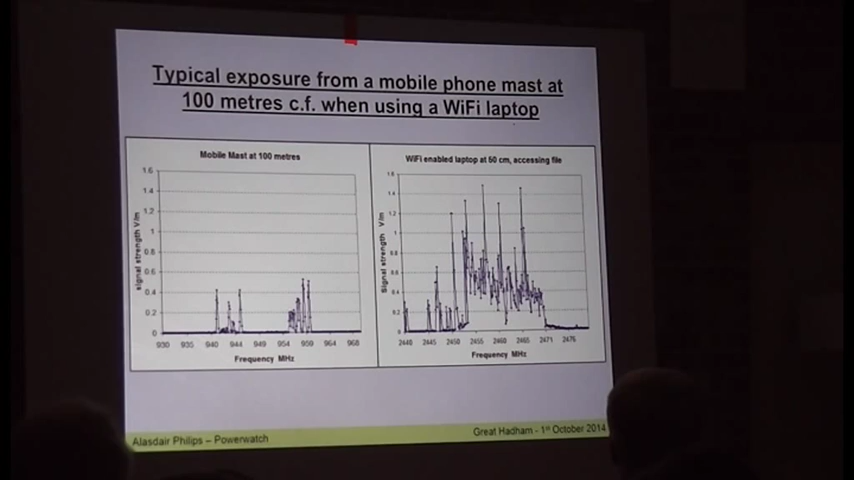 Typical exposure from a mobile phone mast at
100 metres c.f. when using a WiFi laptop
Mobile Mast at 100 metres
signal strength V/m
1.6
1.4
1.2
1
0.8
0.6
0.4
0.2
0
930 935 940 944 949 954 959 964 968
Frequency MHz
WiFi enabled laptop at 50 cm, accessing file
Signal strength V/m
1.6
1.4
1.2
1
0.8
0.6
0.4
0.2
0
2440 2445 2450 2455 2460 2465 2471 2476
Frequency MHz
Alasdair Philips – Powerwatch
Great Hadham - 1st October 2014